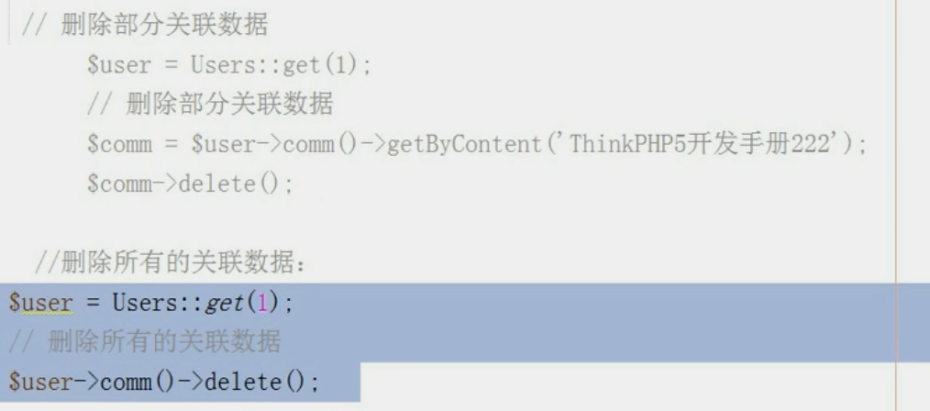 // 删除部分关联数据
$user = Users::get(1);
// 删除部分关联数据
$comm = $user->comm()->getByContent('ThinkPHP5开发手册222');
$comm->delete();
//删除所有的关联数据：
$user = Users::get(1);
// 删除所有的关联数据
$user->comm()->delete();